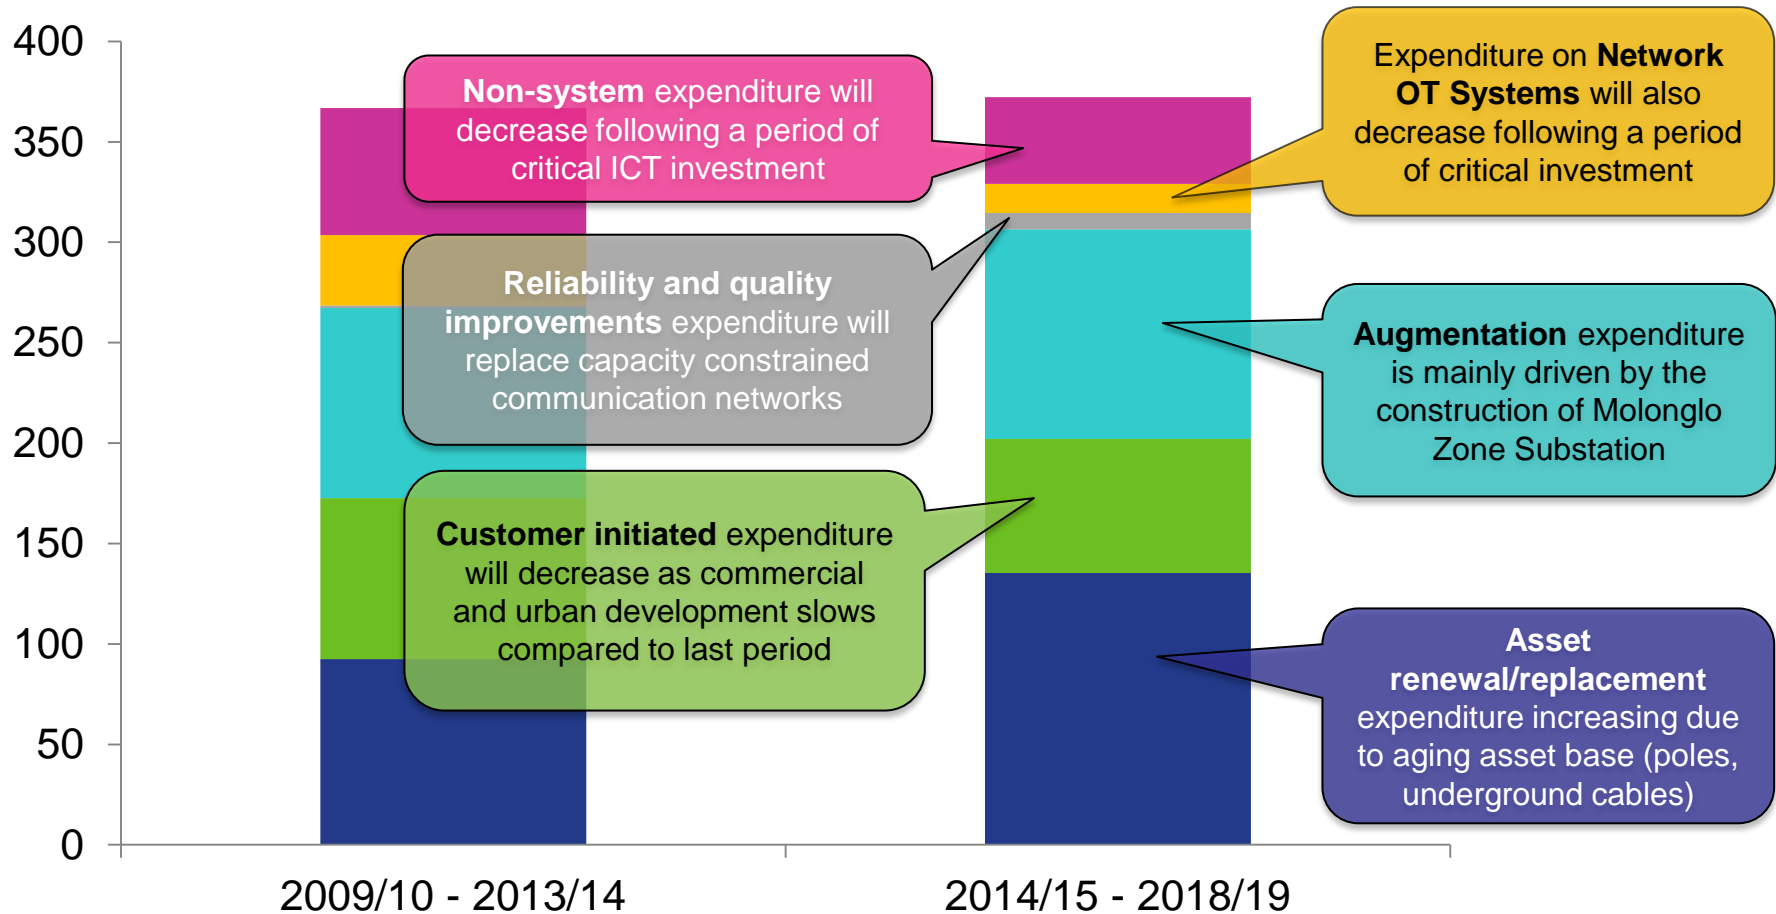 400
350
300
250
200
150
100
50
0
Non-system expenditure will
decrease following a period of
critical ICT investment
Reliability and quality
improvements expenditure will
replace capacity constrained
communication networks
Customer initiated expenditure
will decrease as commercial
and urban development slows
compared to last period
Expenditure on Network
OT Systems will also
decrease following a period
of critical investment
Augmentation expenditure
is mainly driven by the
construction of Molonglo
Zone Substation
Asset
renewal/replacement
expenditure increasing due
to aging asset base (poles,
underground cables)
2009/10 - 2013/14
2014/15 - 2018/19